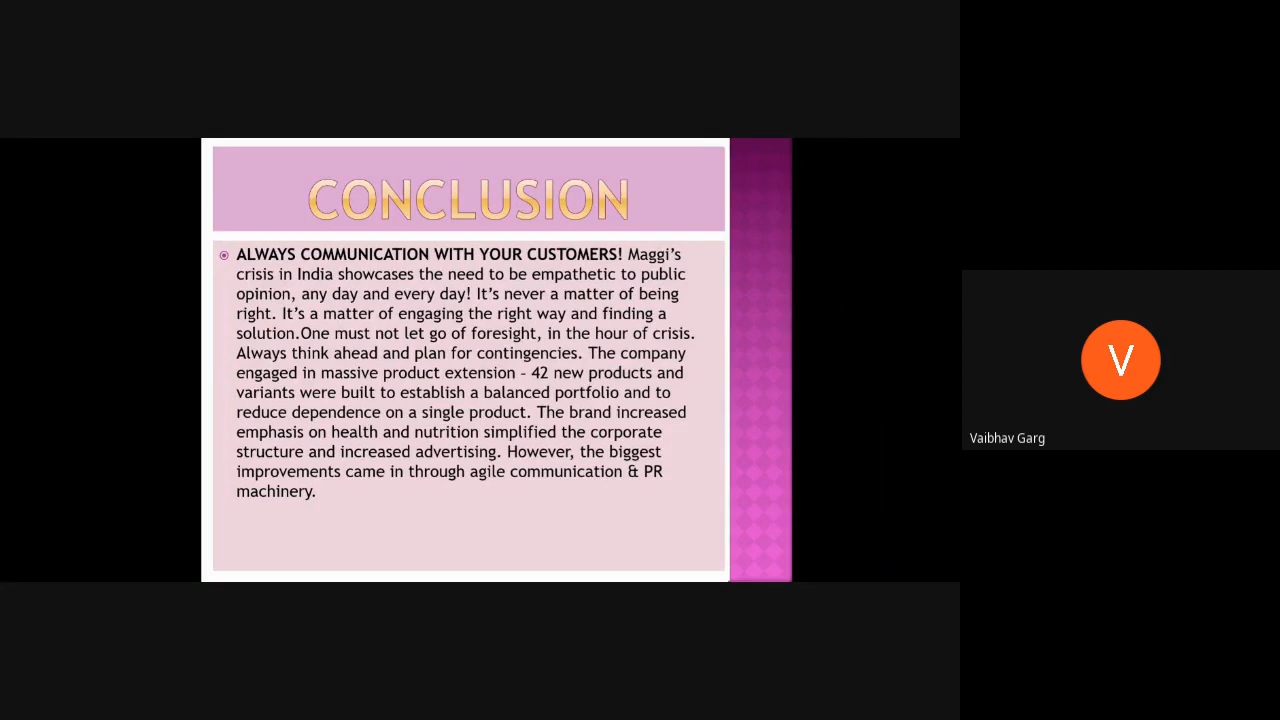 CONCLUSION
ALWAYS COMMUNICATION WITH YOUR CUSTOMERS! Maggi’s
crisis in India showcases the need to be empathetic to public
opinion, any day and every day! It’s never a matter of being
right. It’s a matter of engaging the right way and finding a
solution.One must not let go of foresight, in the hour of crisis.
Always think ahead and plan for contingencies. The company
engaged in massive product extension – 42 new products and
variants were built to establish a balanced portfolio and to
reduce dependence on a single product. The brand increased
emphasis on health and nutrition simplified the corporate
structure and increased advertising. However, the biggest
improvements came in through agile communication & PR
machinery.
V
Vaibhav Garg